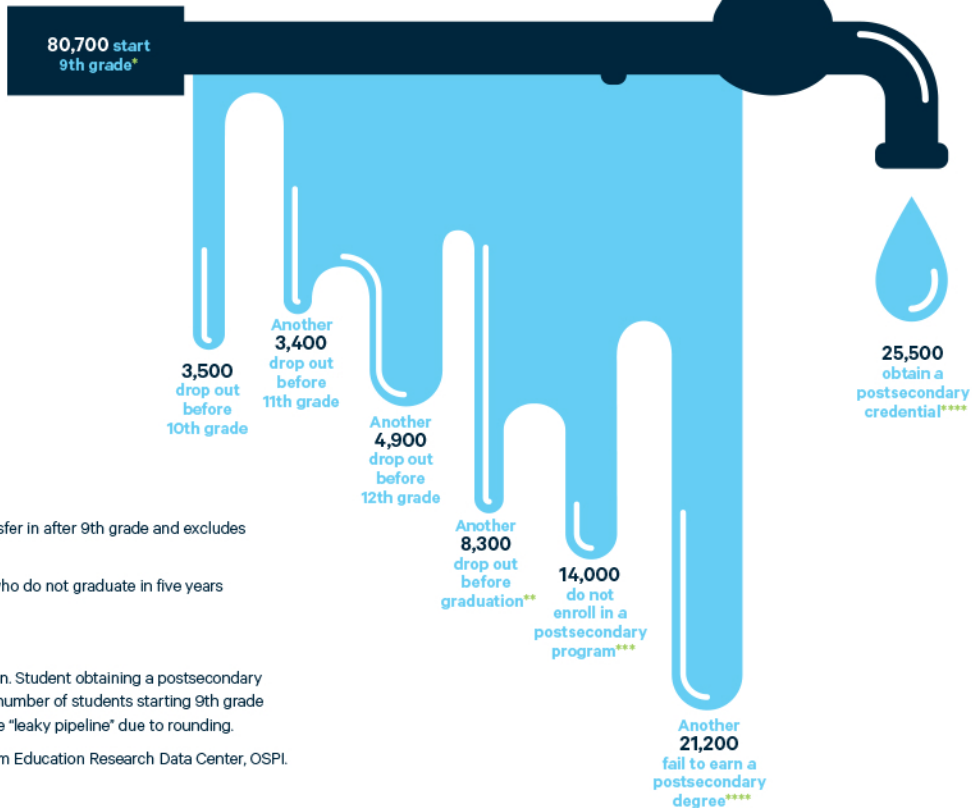 80,700 start
9th grade*
3,500
drop out
before
10th grade
Another
3,400
drop out
before
11th grade
Another
4,900
drop out
before
12th grade
Another
8,300
drop out
before
graduation**
14,000
do not
enroll in a
postsecondary
program***
Another
21,200
fail to earn a
postsecondary
degree****
25,500
obtain a
postsecondary
credential****
in after 9th grade and excludes
do not graduate in five years
Student obtaining a postsecondary
number of students starting 9th grade
"leaky pipeline" due to rounding.
Education Research Data Center, OSPI.